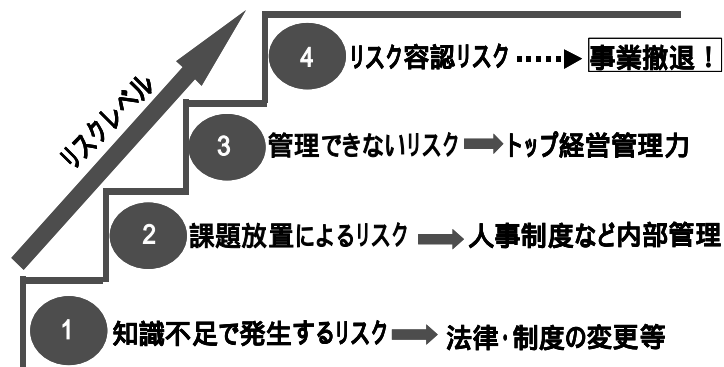 4 リスク容認リスク 事業撤退！
リスクレベル
3 管理できないリスク トップ経営管理力
2 課題放置によるリスク 人事制度など内部管理
1 知識不足で発生するリスク 法律・制度の変更等